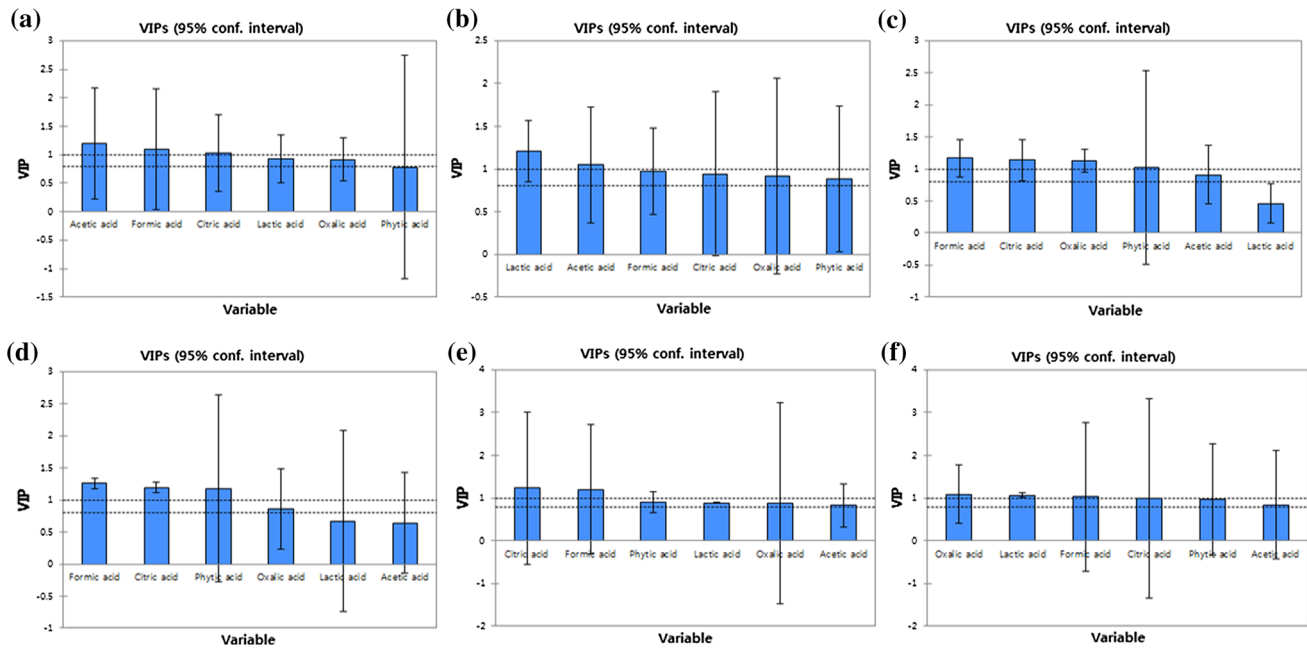 (a)
VIPs (95% conf. interval)
3
2.5
2
1.5
1
0.5
0
-0.5
-1
-1.5
VIP
Acetic acid Formic acid Citric acid Lactic acid Oxalic acid Phytic acid
Variable
(b)
VIPs (95% conf. interval)
2.5
2
1.5
1
0.5
0
0.5
VIP
Lactic acid Acetic acid Formic acid Citric acid Oxalic acid Phytic acid
Variable
(c)
VIPs (95% conf. interval)
3
2.5
2
1.5
1
0.5
0
-0.5
-1
VIP
Formic acid Citric acid Oxalic acid Phytic acid Acetic acid Lactic acid
Variable
(d)
VIPs (95% conf. interval)
3
2.5
2
1.5
1
0.5
0
-0.5
-1
VIP
Formic acid Citric acid Phytic acid Oxalic acid Lactic acid Acetic acid
Variable
(e)
VIPs (95% conf. interval)
4
3
2
1
0
-1
-2
VIP
Citric acid Formic acid Phytic acid Lactic acid Oxalic acid Acetic acid
Variable
(f)
VIPs (95% conf. interval)
4
3
2
1
0
-1
-2
VIP
Oxalic acid Lactic acid Formic acid Citric acid Phytic acid Acetic acid
Variable